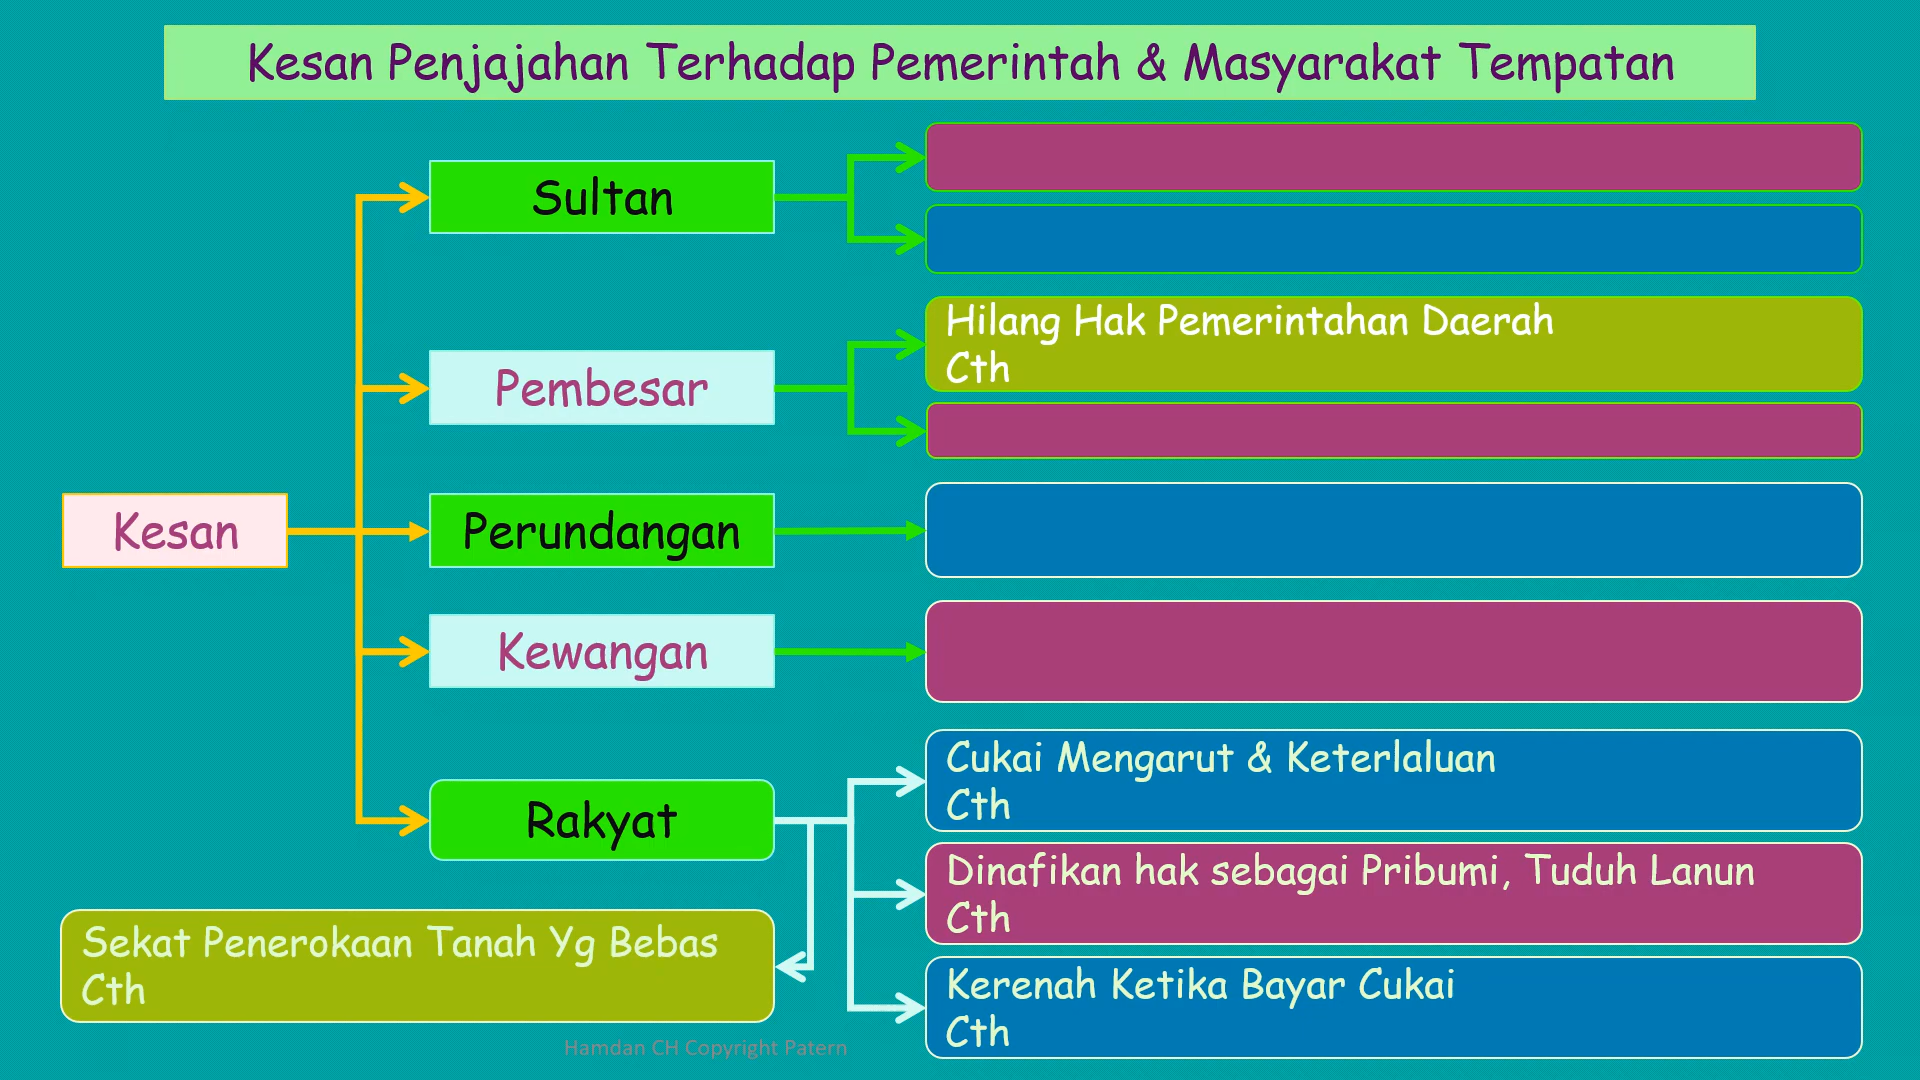 Kesan Penjajahan Terhadap Pemerintah & Masyarakat Tempatan
Sultan
Hilang Hak Pemerintahan Daerah
Cth
Pembesar
Kesan
Perundangan
Kewangan
Cukai Mengarut & Keterlaluan
Cth
Rakyat
Dinafikan hak sebagai Pribumi, Tuduh Lanun
Cth
Sekat Penerokaan Tanah Yg Bebas
Cth
Kerenah Ketika Bayar Cukai
Cth
Hamdan CH Copyright Patern